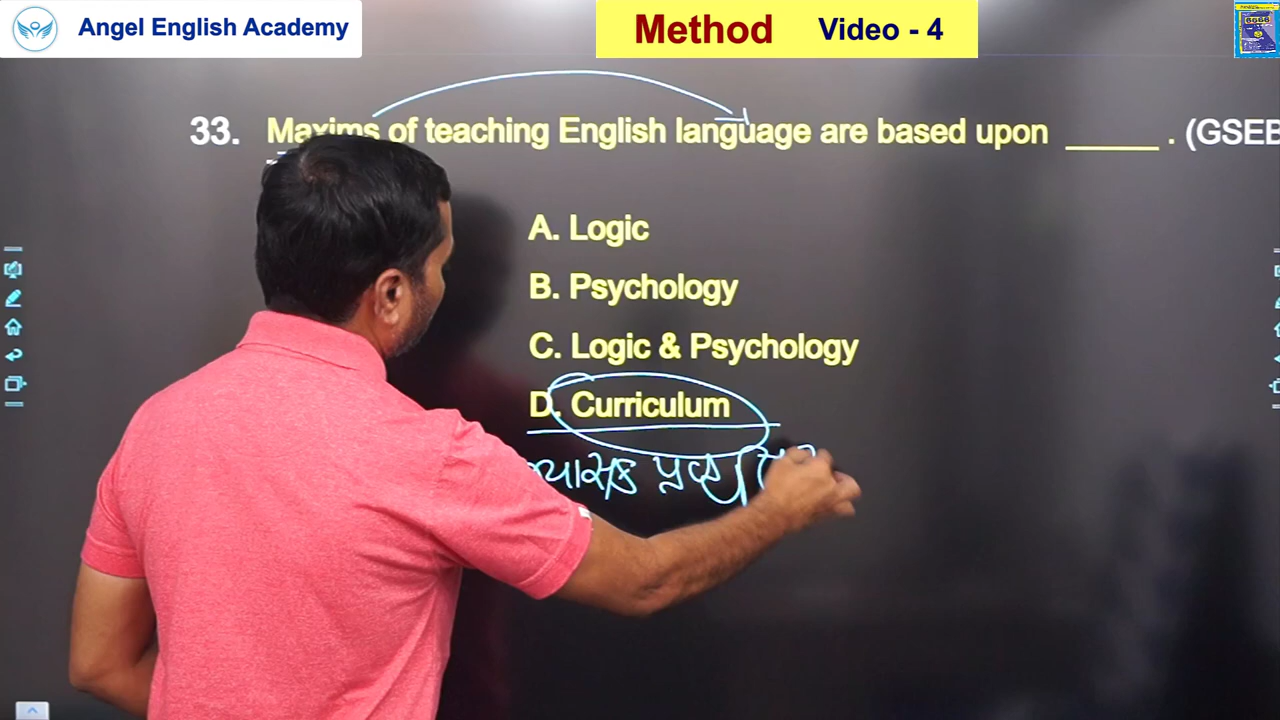 Angel English Academy
Method Video - 4
33. Maxims of teaching English language are based upon _____ . (GSEB
A. Logic
B. Psychology
C. Logic & Psychology
D. Curriculum